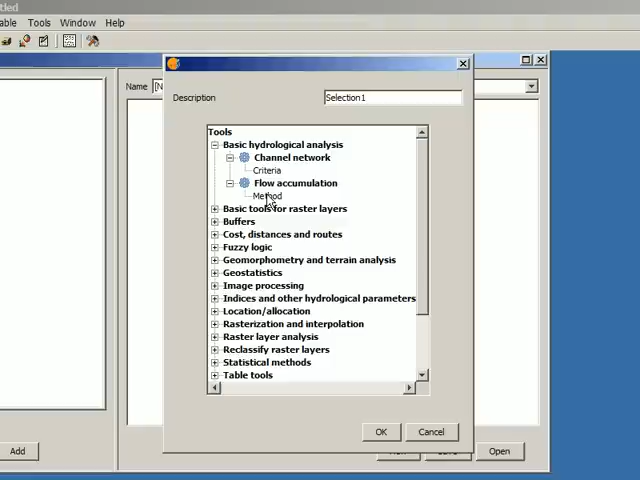 tled
able Tools Window Help
Name [N
Description Selection1
Tools
Basic hydrological analysis
Channel network
Criteria
Flow accumulation
Method
Basic tools for raster layers
Buffers
Cost, distances and routes
Fuzzy logic
Geomorphometry and terrain analysis
Geostatistics
Image processing
Indices and other hydrological parameters
Location/allocation
Rasterization and interpolation
Raster layer analysis
Reclassify raster layers
Statistical methods
Table tools
OK Cancel
Add Open